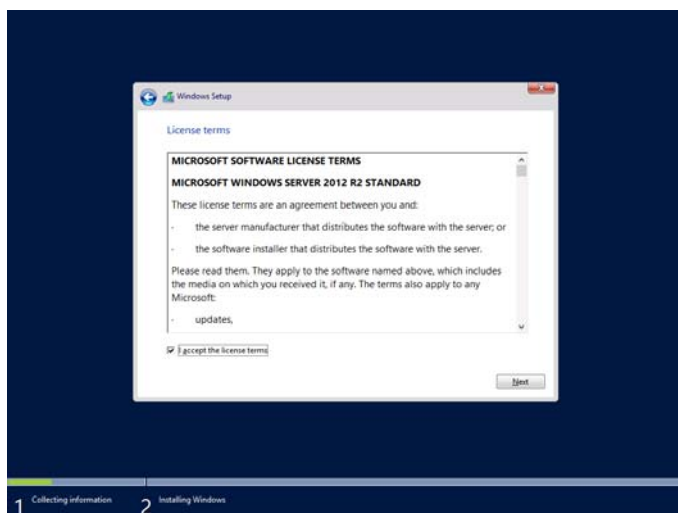 Windows Setup
License terms
MICROSOFT SOFTWARE LICENSE TERMS
MICROSOFT WINDOWS SERVER 2012 R2 STANDARD
These license terms are an agreement between you and:
· the server manufacturer that distributes the software with the server; or
· the software installer that distributes the software with the server.
Please read them. They apply to the software named above, which includes
the media on which you received it, if any. The terms also apply to any
Microsoft:
· updates,
I accept the license terms
Next
1 Collecting information 2 Installing Windows